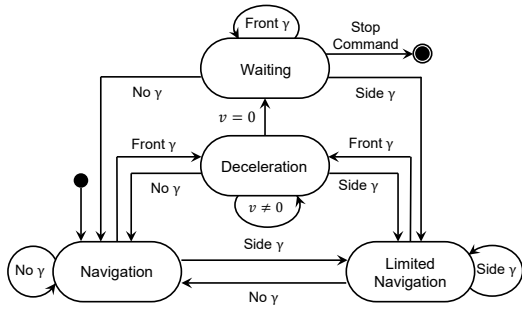 Front γ
Stop
Command
Waiting
No γ
Side γ
v = 0
Front γ
Front γ
Deceleration
No γ
Side γ
v ≠ 0
Side γ
No γ
Navigation
Limited
Navigation
Side γ
No γ